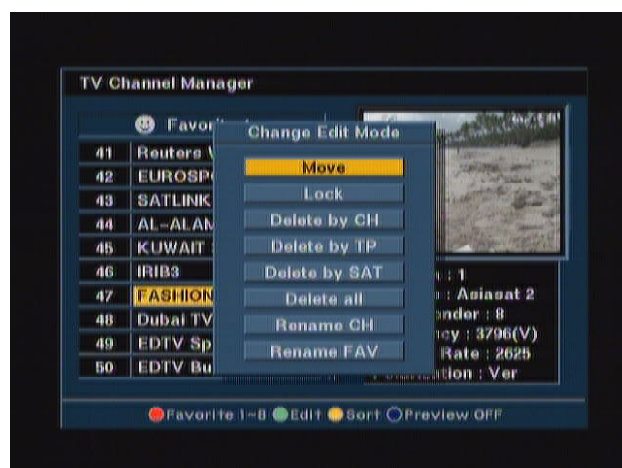 TV Channel Manager
Favorit
Change Edit Mode
Move
Lock
Delete by CH
Delete by TP
Delete by SAT
Delete all
Rename CH
Rename FAV
41 Reuters
42 EUROSP
43 SATLINK
44 AL-ALAM
45 KUWAIT
46 IRIB3
47 FASHION
48 Dubai TV
49 EDTV Sp
50 EDTV Bu
: 1
: Asiasat 2
onder : 8
cy : 3796(V)
Rate : 2625
tion : Ver
Favorite 1~8 Edit Sort Preview OFF